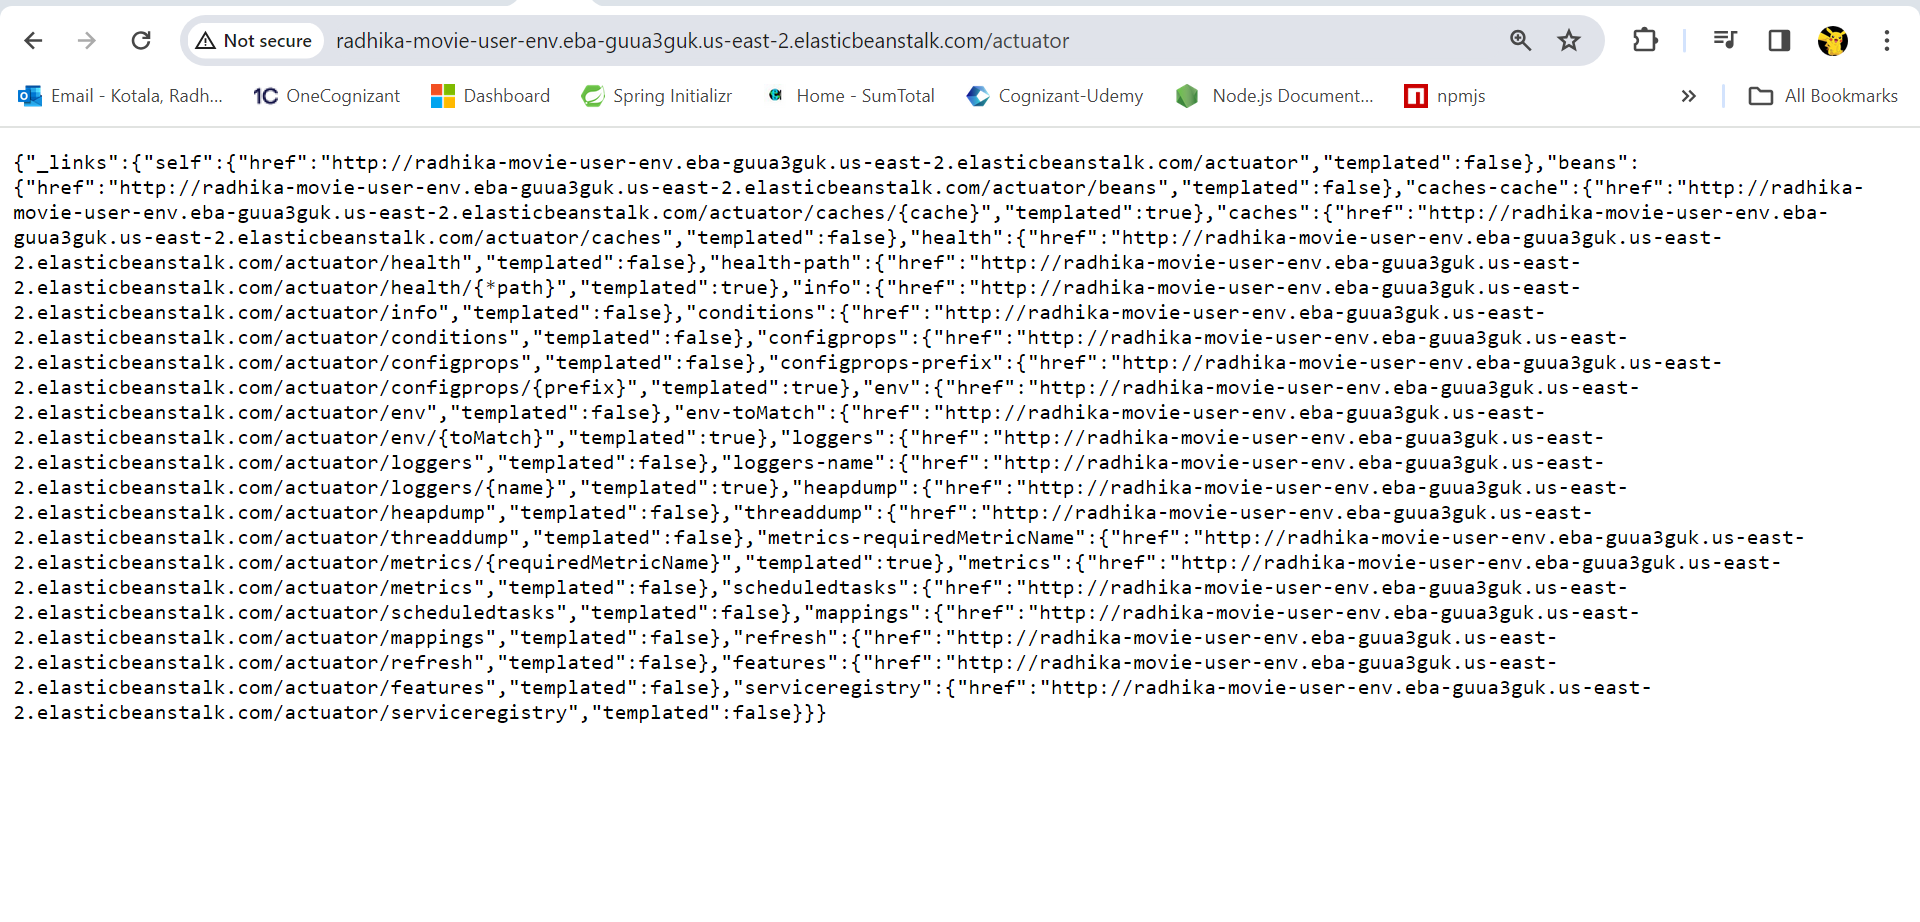 Not secure radhika-movie-user-env.eba-guua3guk.us-east-2.elasticbeanstalk.com/actuator
Email - Kotala, Radh... 1C OneCognizant Dashboard Spring Initializr Home - SumTotal Cognizant-Udemy Node.js Document... npmjs » All Bookmarks
{"_links":{"self":{"href":"http://radhika-movie-user-env.eba-guua3guk.us-east-2.elasticbeanstalk.com/actuator","templated":false},"beans":
{"href":"http://radhika-movie-user-env.eba-guua3guk.us-east-2.elasticbeanstalk.com/actuator/beans","templated":false},"caches-cache":{"href":"http://radhika-
movie-user-env.eba-guua3guk.us-east-2.elasticbeanstalk.com/actuator/caches/{cache}","templated":true},"caches":{"href":"http://radhika-movie-user-env.eba-
guua3guk.us-east-2.elasticbeanstalk.com/actuator/caches","templated":false},"health":{"href":"http://radhika-movie-user-env.eba-guua3guk.us-east-
2.elasticbeanstalk.com/actuator/health","templated":false},"health-path":{"href":"http://radhika-movie-user-env.eba-guua3guk.us-east-
2.elasticbeanstalk.com/actuator/health/{*path}","templated":true},"info":{"href":"http://radhika-movie-user-env.eba-guua3guk.us-east-
2.elasticbeanstalk.com/actuator/info","templated":false},"conditions":{"href":"http://radhika-movie-user-env.eba-guua3guk.us-east-
2.elasticbeanstalk.com/actuator/conditions","templated":false},"configprops":{"href":"http://radhika-movie-user-env.eba-guua3guk.us-east-
2.elasticbeanstalk.com/actuator/configprops","templated":false},"configprops-prefix":{"href":"http://radhika-movie-user-env.eba-guua3guk.us-east-
2.elasticbeanstalk.com/actuator/configprops/{prefix}","templated":true},"env":{"href":"http://radhika-movie-user-env.eba-guua3guk.us-east-
2.elasticbeanstalk.com/actuator/env","templated":false},"env-toMatch":{"href":"http://radhika-movie-user-env.eba-guua3guk.us-east-
2.elasticbeanstalk.com/actuator/env/{toMatch}","templated":true},"loggers":{"href":"http://radhika-movie-user-env.eba-guua3guk.us-east-
2.elasticbeanstalk.com/actuator/loggers","templated":false},"loggers-name":{"href":"http://radhika-movie-user-env.eba-guua3guk.us-east-
2.elasticbeanstalk.com/actuator/loggers/{name}","templated":true},"heapdump":{"href":"http://radhika-movie-user-env.eba-guua3guk.us-east-
2.elasticbeanstalk.com/actuator/heapdump","templated":false},"threaddump":{"href":"http://radhika-movie-user-env.eba-guua3guk.us-east-
2.elasticbeanstalk.com/actuator/threaddump","templated":false},"metrics-requiredMetricName":{"href":"http://radhika-movie-user-env.eba-guua3guk.us-east-
2.elasticbeanstalk.com/actuator/metrics/{requiredMetricName}","templated":true},"metrics":{"href":"http://radhika-movie-user-env.eba-guua3guk.us-east-
2.elasticbeanstalk.com/actuator/metrics","templated":false},"scheduledtasks":{"href":"http://radhika-movie-user-env.eba-guua3guk.us-east-
2.elasticbeanstalk.com/actuator/scheduledtasks","templated":false},"mappings":{"href":"http://radhika-movie-user-env.eba-guua3guk.us-east-
2.elasticbeanstalk.com/actuator/mappings","templated":false},"refresh":{"href":"http://radhika-movie-user-env.eba-guua3guk.us-east-
2.elasticbeanstalk.com/actuator/refresh","templated":false},"features":{"href":"http://radhika-movie-user-env.eba-guua3guk.us-east-
2.elasticbeanstalk.com/actuator/features","templated":false},"serviceregistry":{"href":"http://radhika-movie-user-env.eba-guua3guk.us-east-
2.elasticbeanstalk.com/actuator/serviceregistry","templated":false}}}